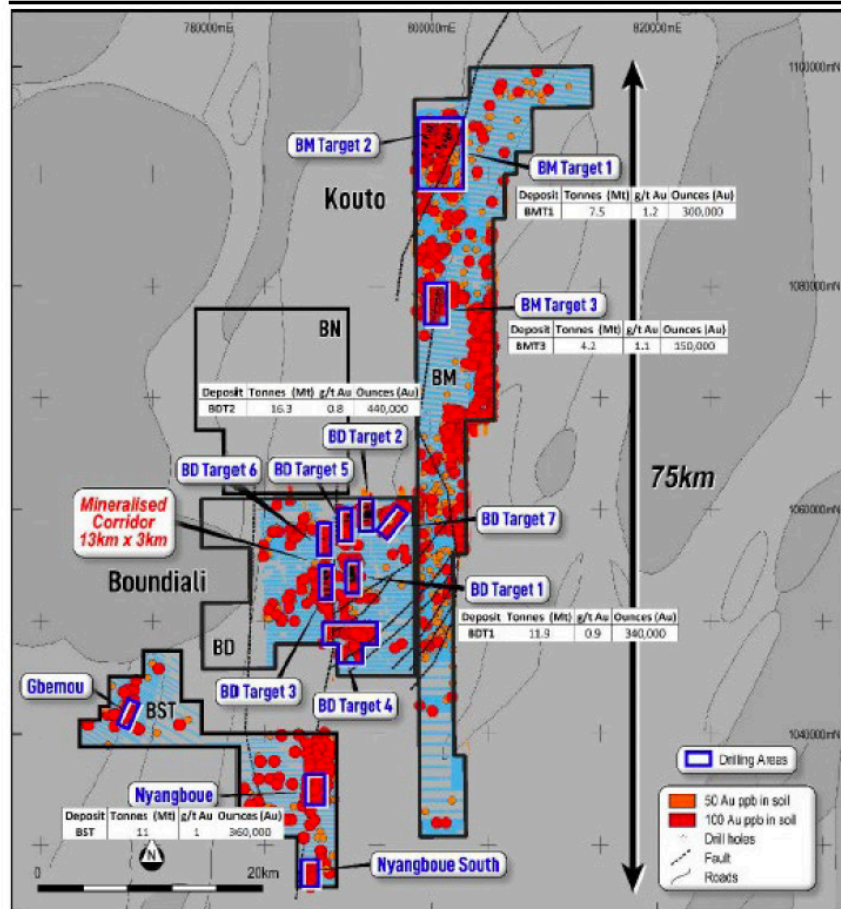 780000mE 800000mE 820000mE
1100000mN
BM Target 2
BM Target 1
Kouto
Deposit Tonnes (Mt) g/t Au Ounces (Au)
BMT1 7.5 1.2 300,000
1080000mN
BM Target 3
BN
Deposit Tonnes (Mt) g/t Au Ounces (Au)
BMT3 4.2 1.1 150,000
BM
Deposit Tonnes (Mt) g/t Au Ounces (Au)
BDT2 16.3 0.8 440,000
BD Target 2
BD Target 6 BD Target 5
75km
Mineralised
Corridor
13km x 3km
1060000mN
BD Target 7
Boundiali
BD Target 1
Deposit Tonnes (Mt) g/t Au Ounces (Au)
BDT1 11.9 0.9 340,000
BD
BD Target 3
BD Target 4
Gbemou
BST
1040000mN
Drilling Areas
Nyangboue
50 Au ppb in soil
100 Au ppb in soil
Drill holes
Fault
Roads
Deposit Tonnes (Mt) g/t Au Ounces (Au)
BST 11 1 360,000
N
0 20km
Nyangboue South